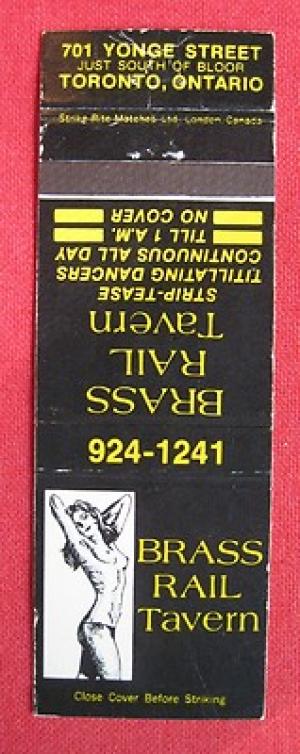 701 YONGE STREET
JUST SOUTH OF BLOOR
TORONTO, ONTARIO
Strike Rite Matches Ltd. London Canada
BRASS
RAIL
Tavern
STRIP-TEASE
TITILLATING DANCERS
CONTINUOUS ALL DAY
TILL 1 A.M.
NO COVER
924-1241
BRASS
RAIL
Tavern
Close Cover Before Striking